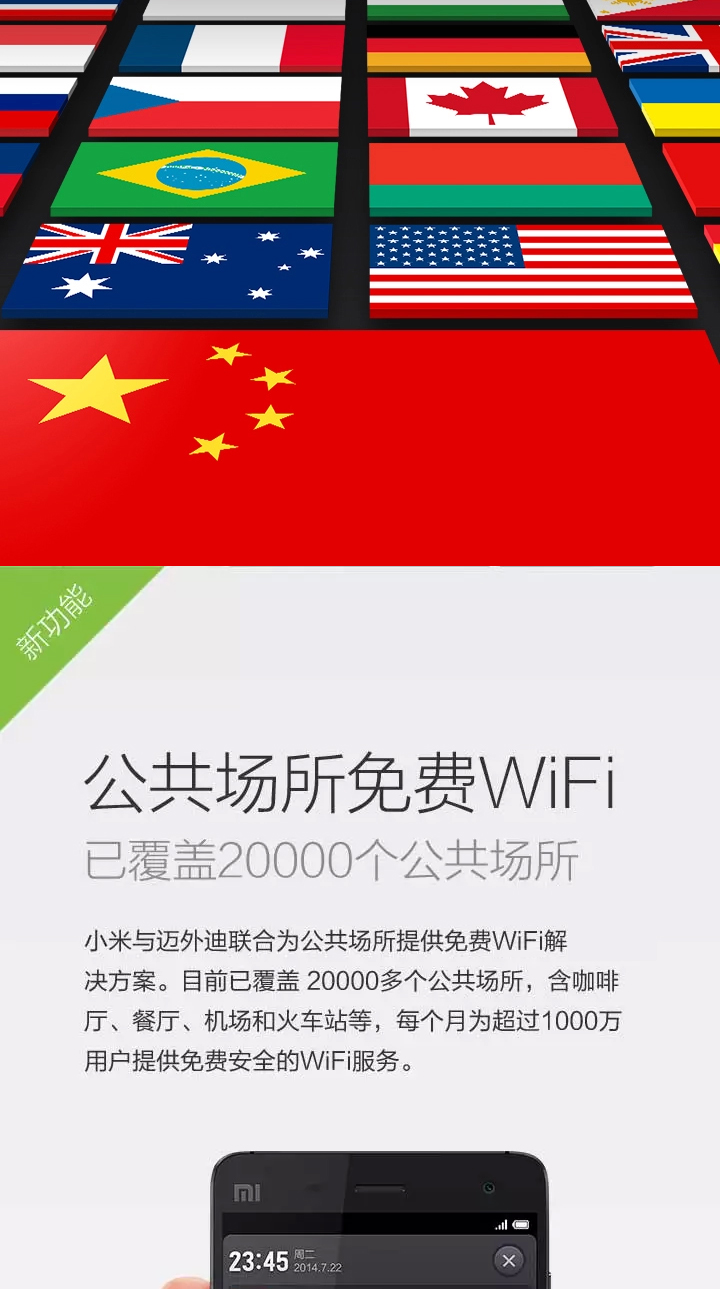 新功能
公共场所免费WiFi
已覆盖20000个公共场所
小米与迈外迪联合为公共场所提供免费WiFi解
决方案。目前已覆盖 20000多个公共场所，含咖啡
厅、餐厅、机场和火车站等，每个月为超过1000万
用户提供免费安全的WiFi服务。
MI
23:45 周二
2014.7.22